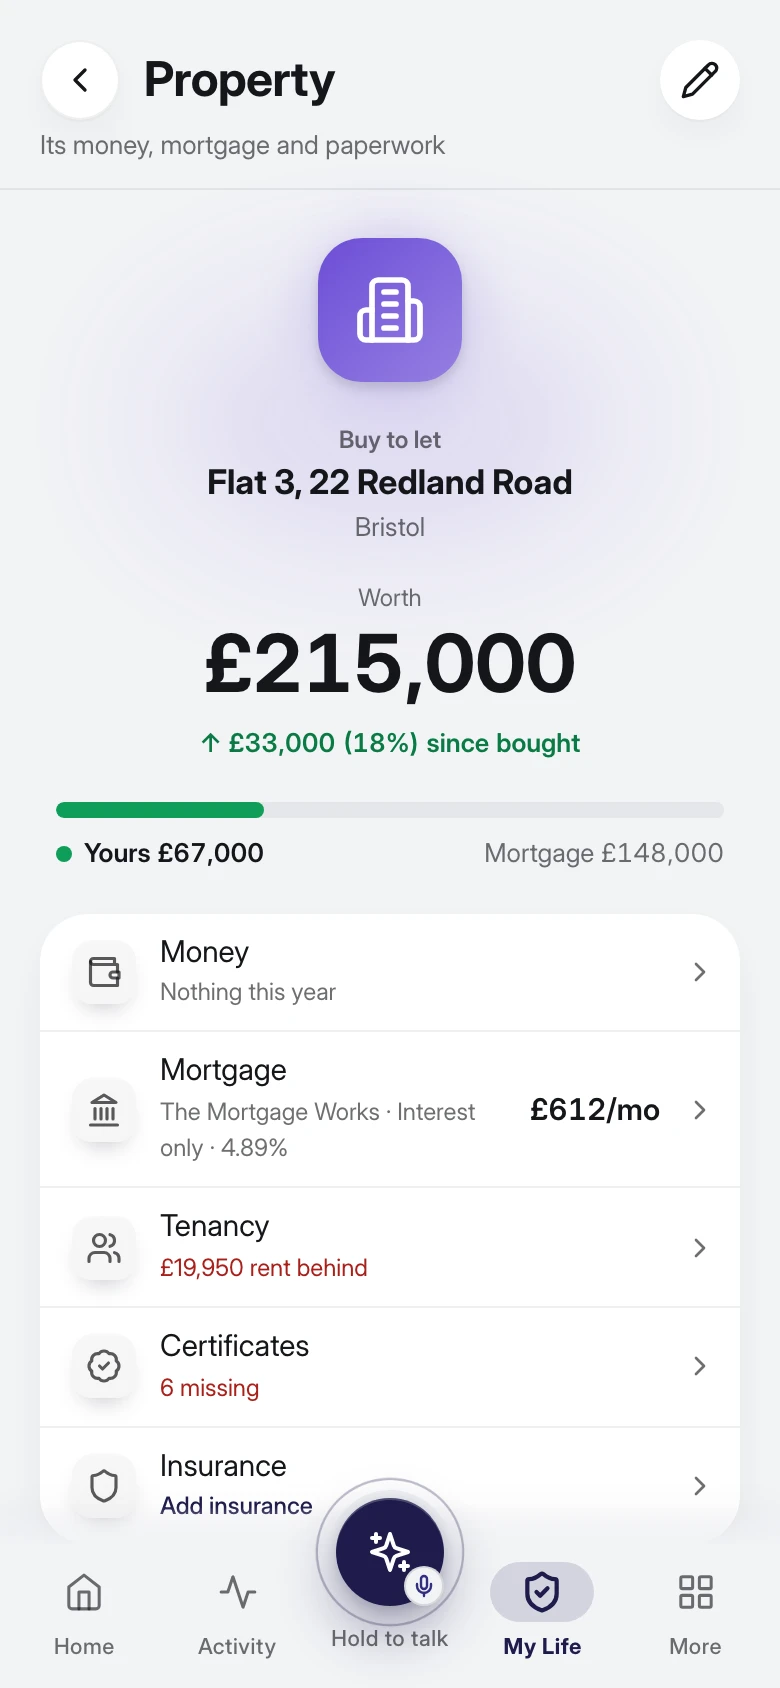 Property
Its money, mortgage and paperwork
Buy to let
Flat 3, 22 Redland Road
Bristol
Worth
£215,000
↑ £33,000 (18%) since bought
Yours £67,000
Mortgage £148,000
Money
Nothing this year
Mortgage
The Mortgage Works · Interest
only · 4.89%
£612/mo
Tenancy
£19,950 rent behind
Certificates
6 missing
Insurance
Add insurance
Home
Activity
Hold to talk
My Life
More